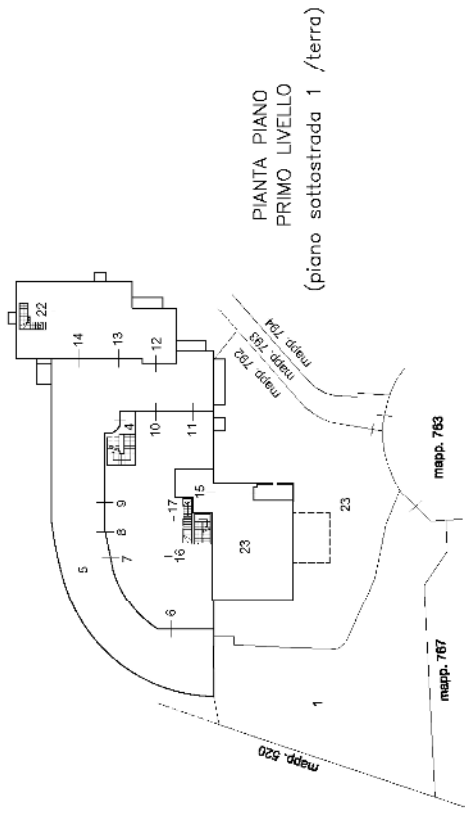 PIANTA PIANO
PRIMO LIVELLO
(piano sottostrada 1 /terra)
22
14
13
12
4
10
11
9
8
5
7
17
15
16
6
23
23
1
mapp. 792
mapp. 793
mapp. 794
mapp. 763
mapp. 767
mapp. 520